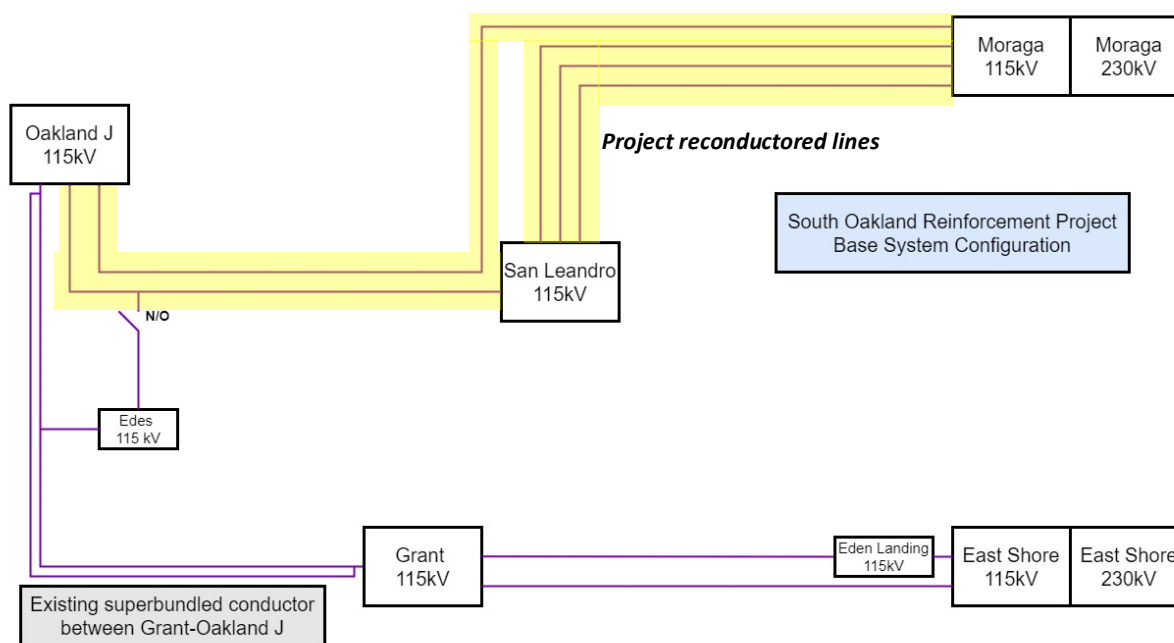 Moraga
115kV
Moraga
230kV
Oakland J
115kV
Project reconductored lines
South Oakland Reinforcement Project
Base System Configuration
San Leandro
115kV
N/O
Edes
115 kV
Grant
115kV
Eden Landing
115kV
East Shore
115kV
East Shore
230kV
Existing superbundled conductor
between Grant-Oakland J